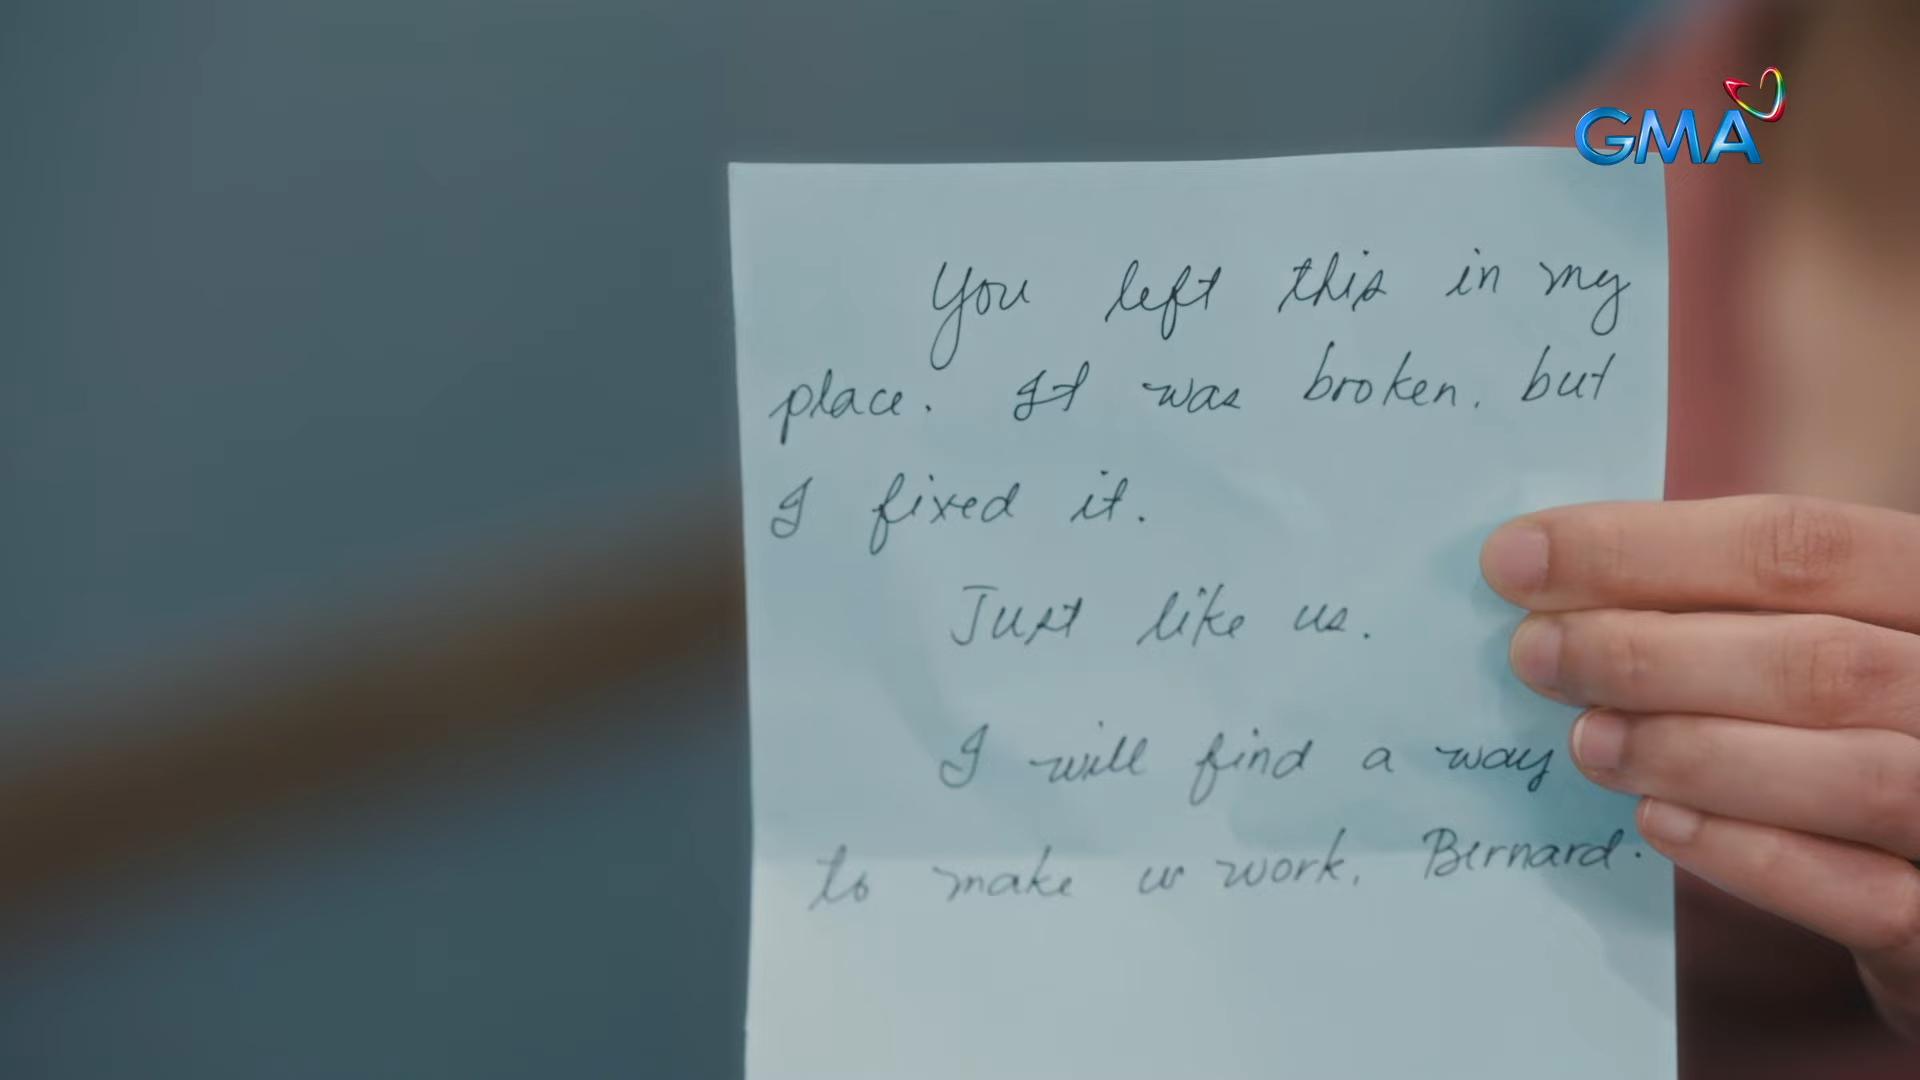 GMA
You left this in my
place. It was broken, but
I fixed it.
Just like us.
I will find a way
to make us work, Bernard.